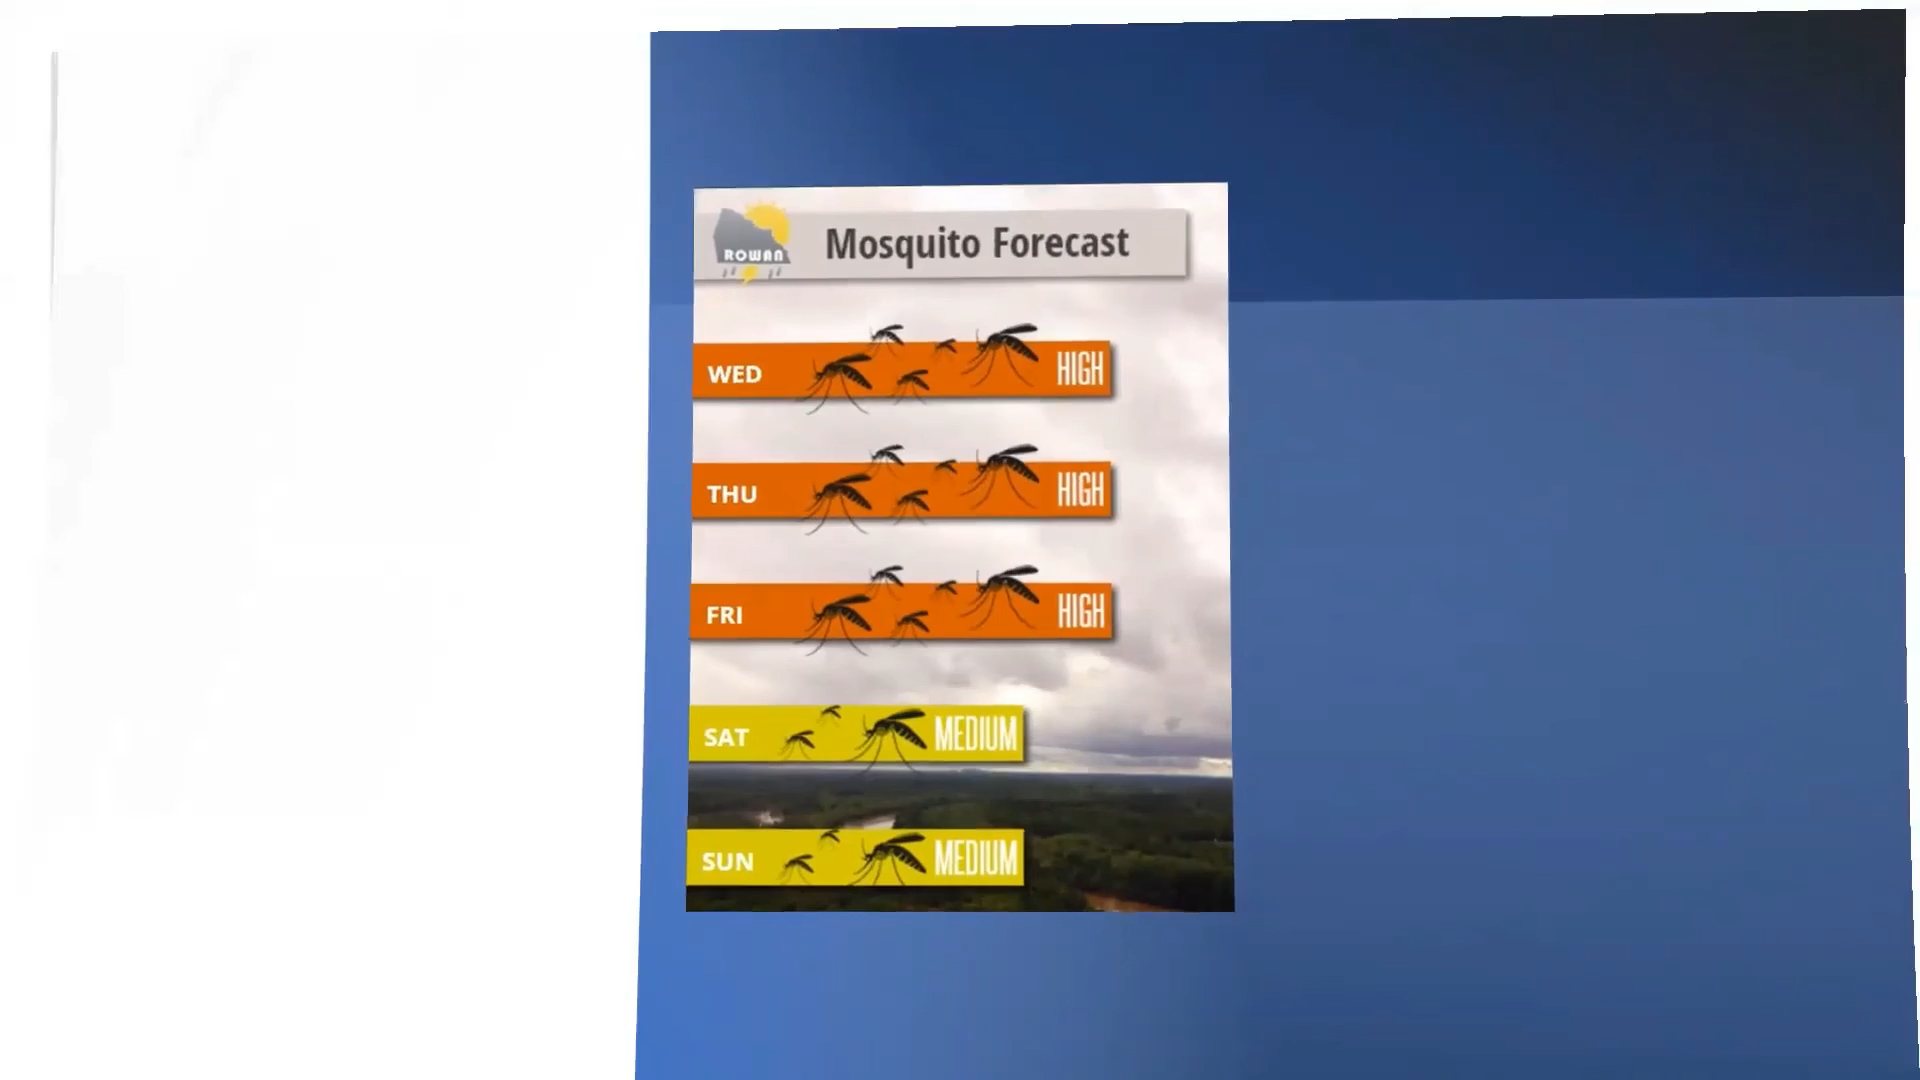 ROWAN
Mosquito Forecast
WED HIGH
THU HIGH
FRI HIGH
SAT MEDIUM
SUN MEDIUM